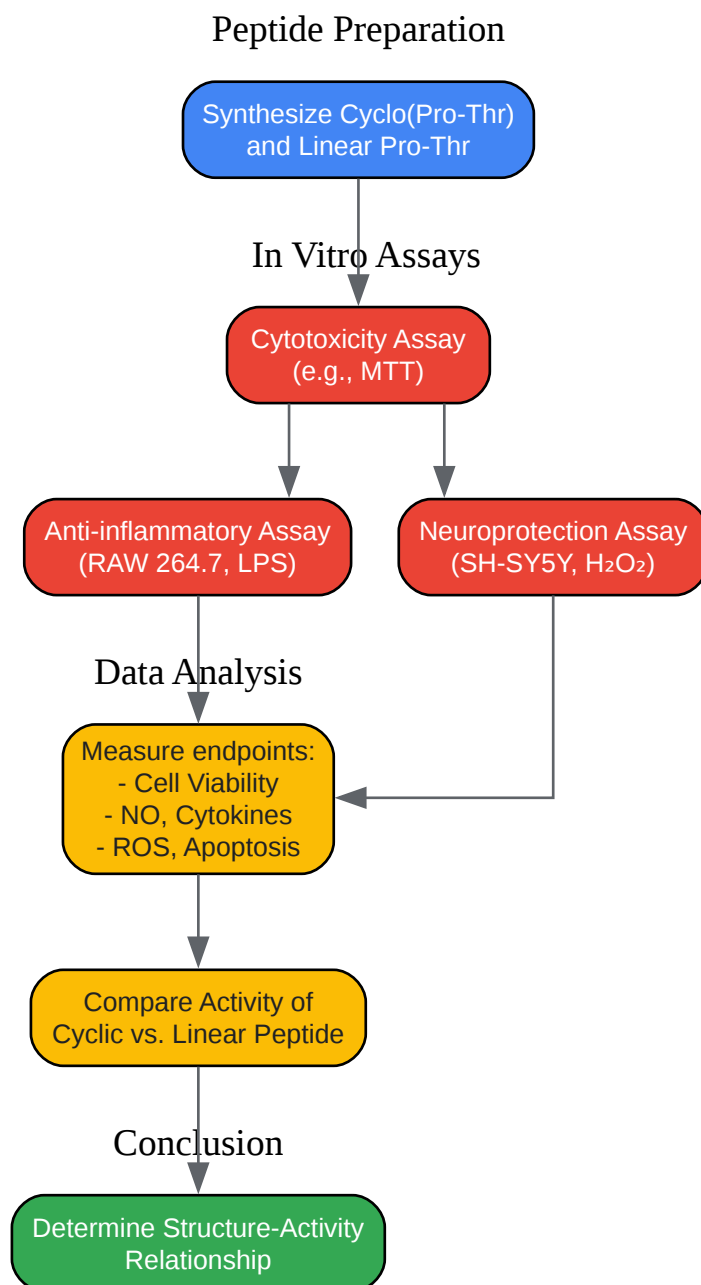 Peptide Preparation
Synthesize Cyclo(Pro-Thr)
and Linear Pro-Thr
In Vitro Assays
Cytotoxicity Assay
(e.g., MTT)
Anti-inflammatory Assay
(RAW 264.7, LPS)
Neuroprotection Assay
(SH-SY5Y, H₂O₂)
Data Analysis
Measure endpoints:
- Cell Viability
- NO, Cytokines
- ROS, Apoptosis
Compare Activity of
Cyclic vs. Linear Peptide
Conclusion
Determine Structure-Activity
Relationship